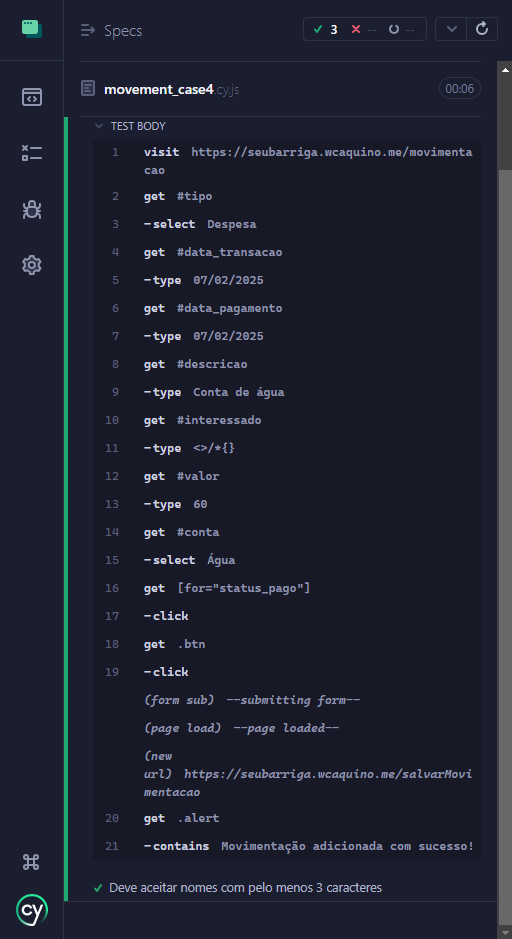 Specs
3 -- --
movement_case4.cy.js
00:06
TEST BODY
1 visit https://seubarriga.wcaquino.me/movimenta
cao
2 get #tipo
3 -select Despesa
4 get #data_transacao
5 -type 07/02/2025
6 get #data_pagamento
7 -type 07/02/2025
8 get #descricao
9 -type Conta de água
10 get #interessado
11 -type <>/*{}
12 get #valor
13 -type 60
14 get #conta
15 -select Água
16 get [for="status_pago"]
17 -click
18 get .btn
19 -click
(form sub) --submitting form--
(page load) --page loaded--
(new
url) https://seubarriga.wcaquino.me/salvarMovi
mentacao
20 get .alert
21 -contains Movimentação adicionada com sucesso!
Deve aceitar nomes com pelo menos 3 caracteres
cy